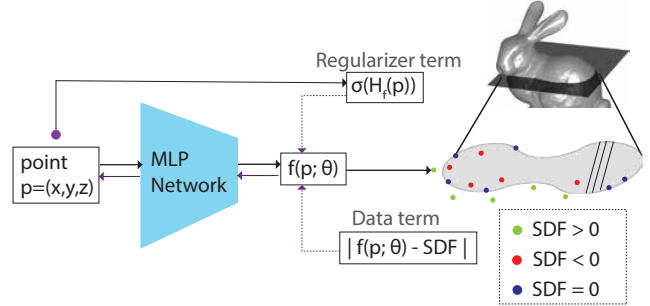 Regularizer term
σ(H_f(p))
point
p=(x,y,z)
MLP
Network
f(p; θ)
Data term
| f(p; θ) - SDF |
SDF > 0
SDF < 0
SDF = 0